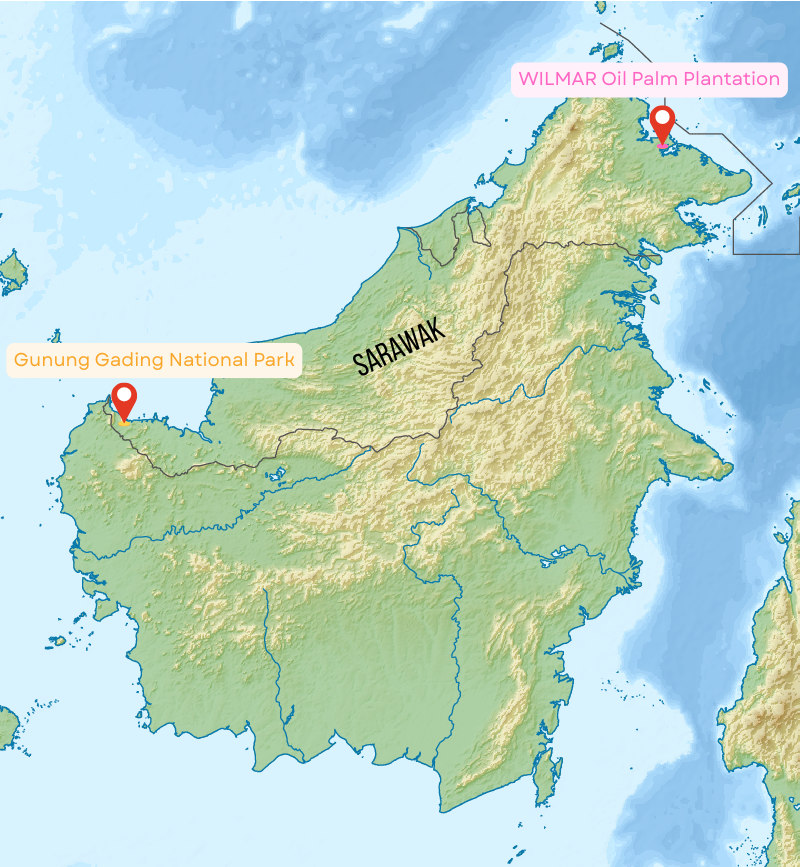 WILMAR Oil Palm Plantation
SARAWAK
Gunung Gading National Park